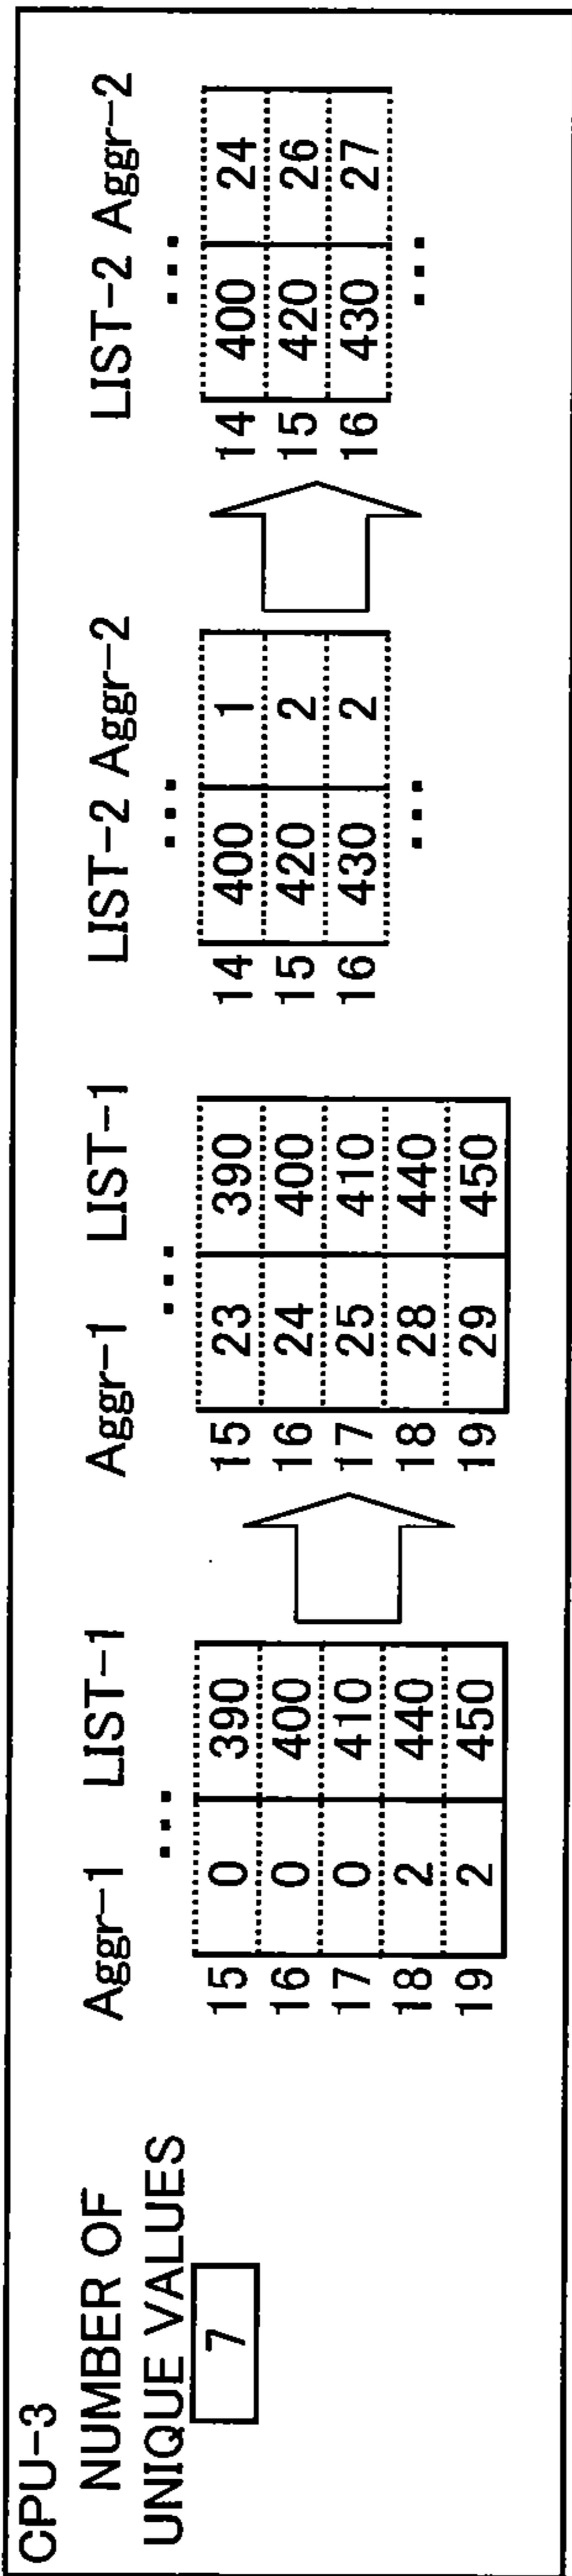 CPU-3
NUMBER OF
UNIQUE VALUES
7
Aggr-1 LIST-1
...
15 0 390
16 0 400
17 0 410
18 2 440
19 2 450
Aggr-1 LIST-1
...
15 23 390
16 24 400
17 25 410
18 28 440
19 29 450
LIST-2 Aggr-2
...
14 400 1
15 420 2
16 430 2
...
LIST-2 Aggr-2
...
14 400 24
15 420 26
16 430 27
...